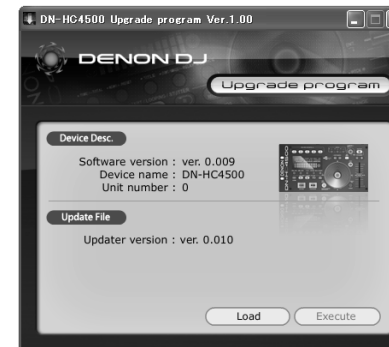 DN-HC4500 Upgrade program Ver.1.00
DENON DJ
Upgrade program
Device Desc.
Software version : ver. 0.009
Device name : DN-HC4500
Unit number : 0
Update File
Updater version : ver. 0.010
Load
Execute